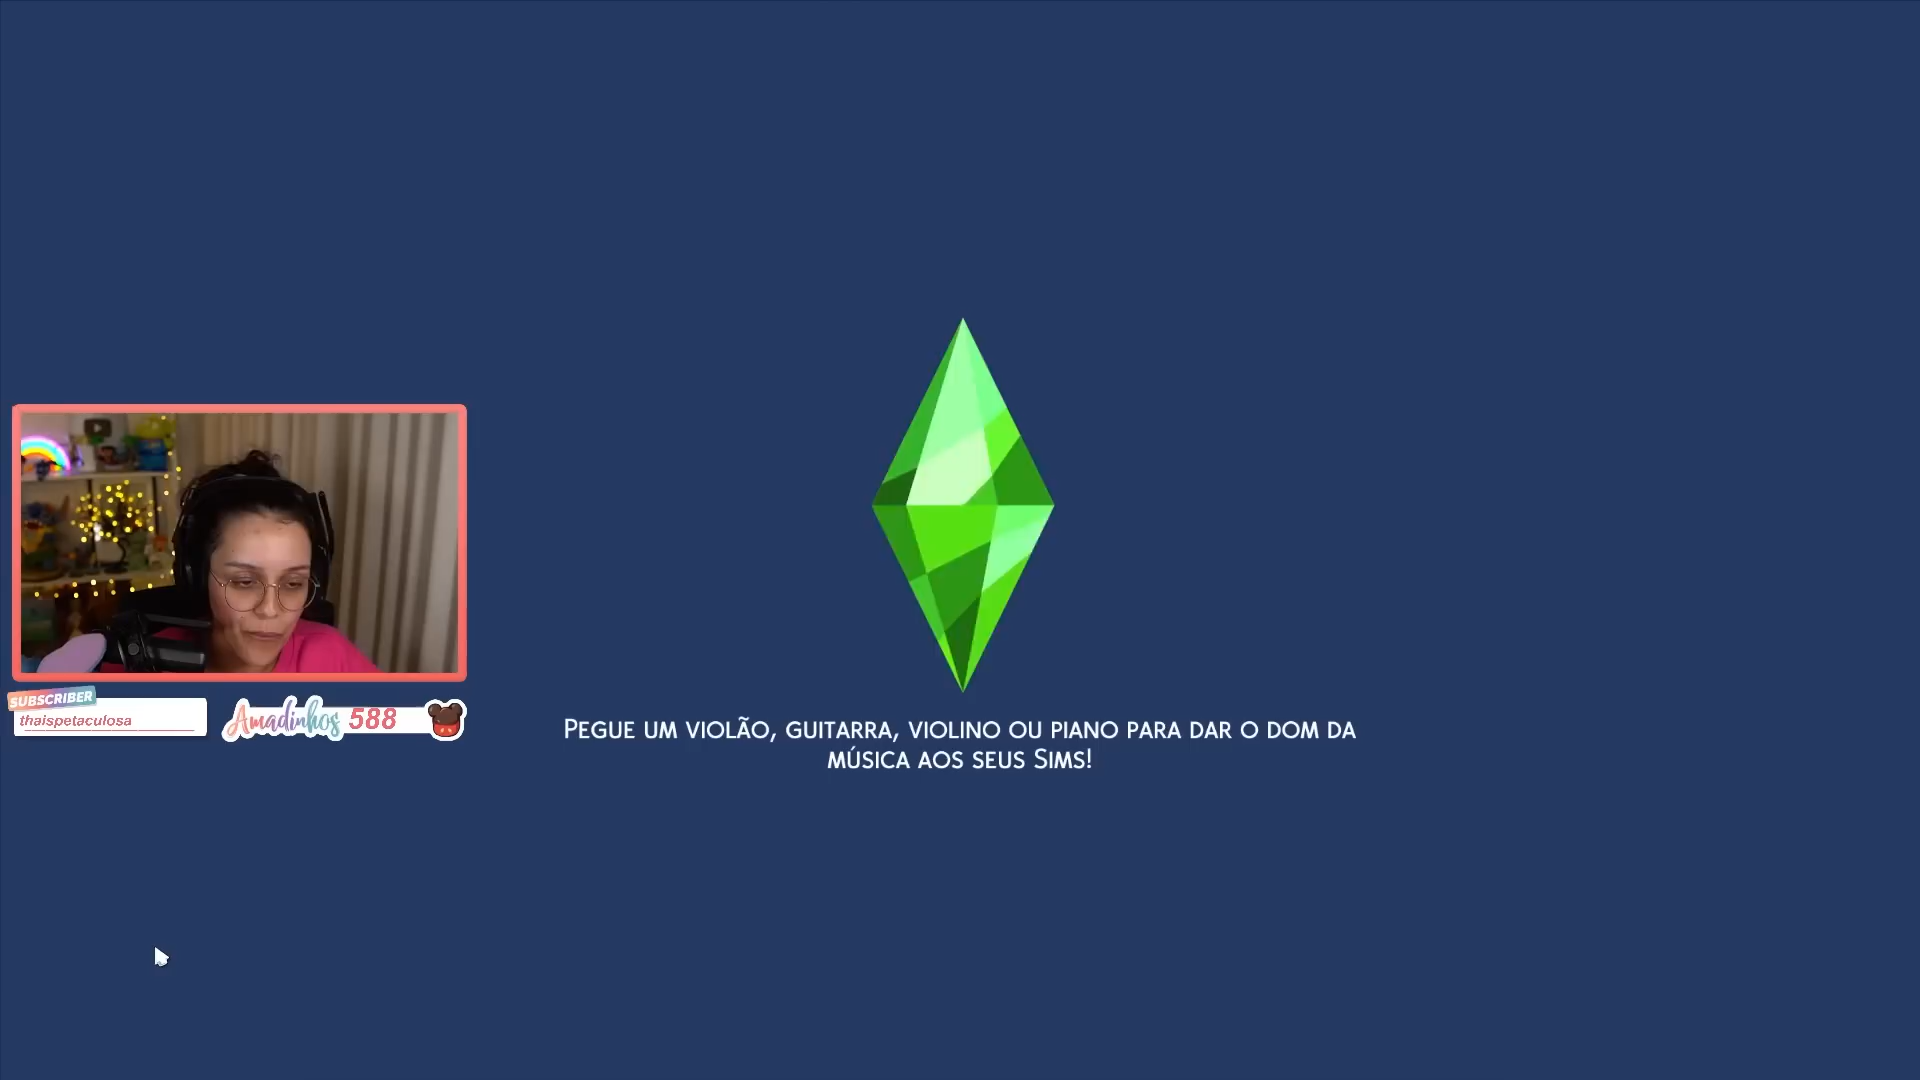 SUBSCRIBER
thaispetaculosa
Amadinhos 588
PEGUE UM VIOLÃO, GUITARRA, VIOLINO OU PIANO PARA DAR O DOM DA
MÚSICA AOS SEUS SIMS!